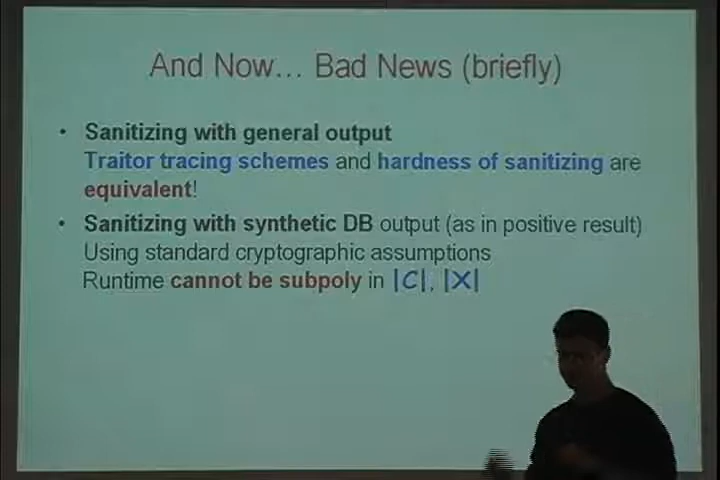 And Now... Bad News (briefly)
• Sanitizing with general output
Traitor tracing schemes and hardness of sanitizing are
equivalent!
• Sanitizing with synthetic DB output (as in positive result)
Using standard cryptographic assumptions
Runtime cannot be subpoly in |C|, |X|